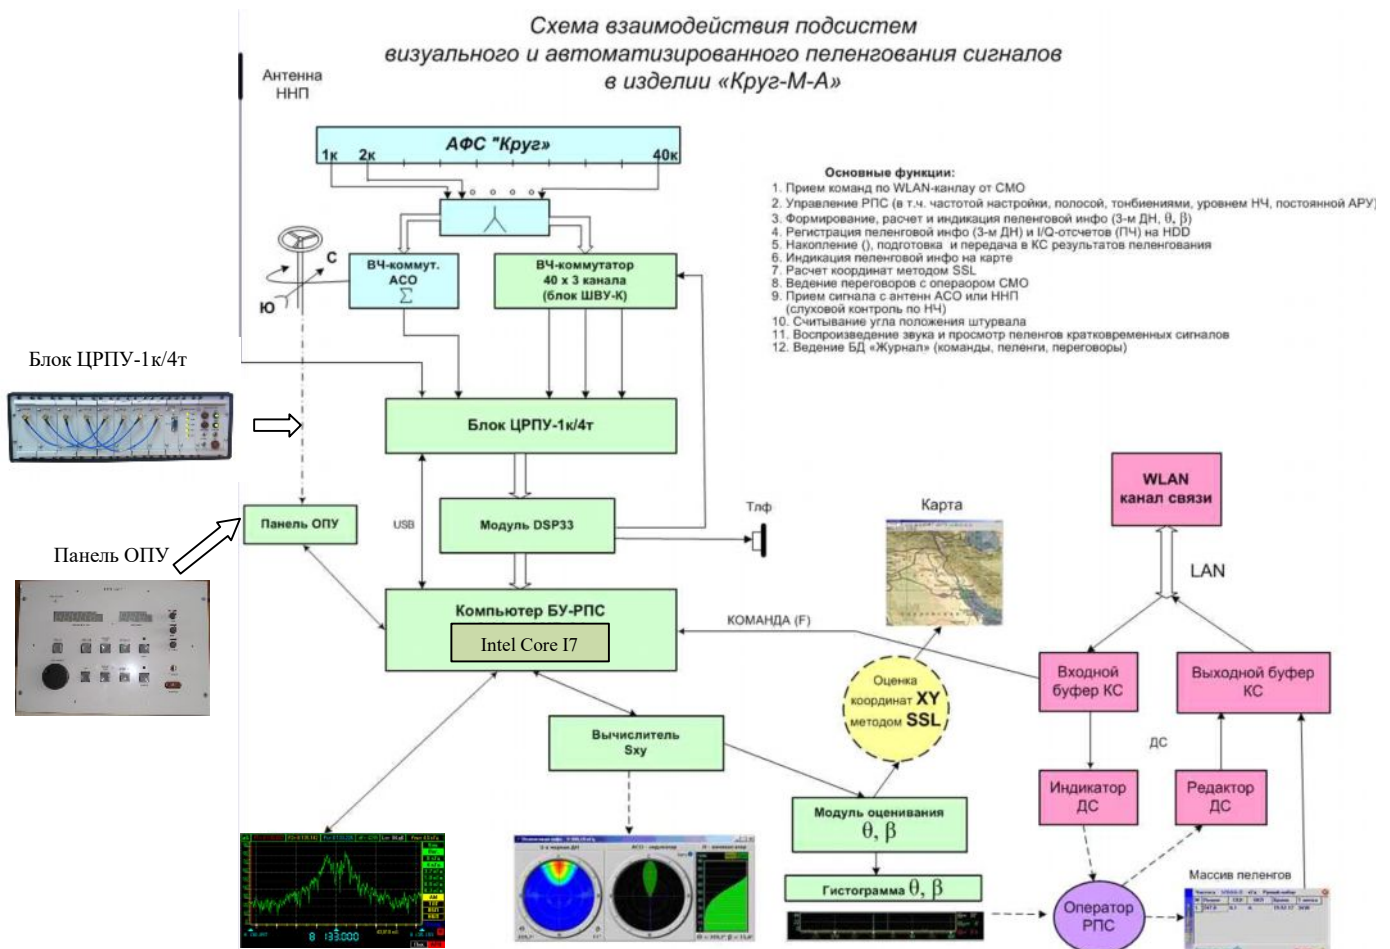 Схема взаимодействия подсистем
визуального и автоматизированного пеленгования сигналов
в изделии «Круг-М-А»
Антенна
ННП
АФС "Круг»
1к 2к 40к
Основные функции:
1. Прием команд по WLAN-канлау от СМО
2. Управление РПС (в т.ч. частотой настройки, полосой, тонбиениями, уровнем НЧ, постоянной АРУ)
3. Формирование, расчет и индикация пеленговой инфо (3-м ДН, θ, β)
4. Регистрация пеленговой инфо (3-м ДН) и I/Q-отсчетов (ПЧ) на HDD
5. Накопление (), подготовка и передача в КС результатов пеленгования
6. Индикация пеленговой инфо на карте
7. Расчет координат методом SSL
8. Ведение переговоров с операором СМО
9. Прием сигнала с антенн АСО или ННП
(слуховой контроль по НЧ)
10. Считывание угла положения штурвала
11. Воспроизведение звука и просмотр пеленгов кратковременных сигналов
12. Ведение БД «Журнал» (команды, пеленги, переговоры)
С
Ю
ВЧ-коммут.
АСО
Σ
ВЧ-коммутатор
40 х 3 канала
(блок ШВУ-К)
Блок ЦРПУ-1к/4т
Блок ЦРПУ-1к/4т
WLAN
канал связи
Панель ОПУ
USB
Модуль DSP33
Тлф
Карта
Панель ОПУ
LAN
Компьютер БУ-РПС
Intel Core I7
КОМАНДА (F)
Входной
буфер КС
Выходной буфер
КС
Оценка
координат XY
методом SSL
Вычислитель
Sxy
ДС
Индикатор
ДС
Редактор
ДС
Модуль оценивания
θ, β
Гистограмма θ, β
Массив пеленгов
Оператор
РПС
8 133.000